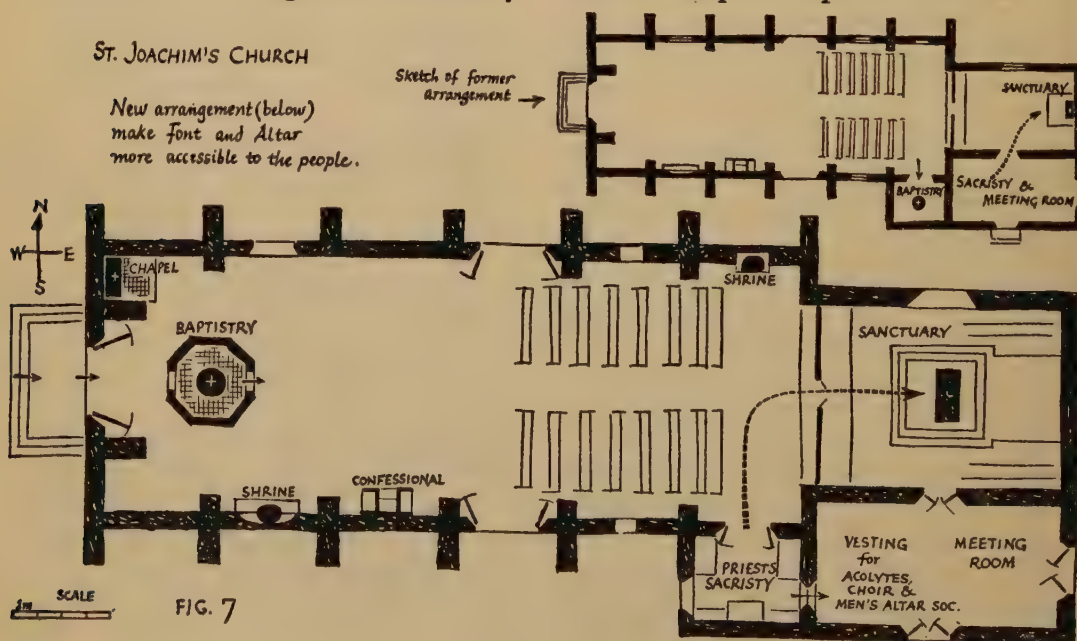 ST. JOACHIM'S CHURCH
New arrangement (below)
make Font and Altar
more accessible to the people.
Sketch of former
arrangement
SANCTUARY
BAPTISTRY
SACRISTY &
MEETING ROOM
N
W E
S
CHAPEL
BAPTISTRY
SHRINE
SANCTUARY
SHRINE
CONFESSIONAL
PRIESTS
SACRISTY
VESTING
for
ACOLYTES,
CHOIR &
MEN'S ALTAR SOC.
MEETING
ROOM
SCALE
1m
FIG. 7